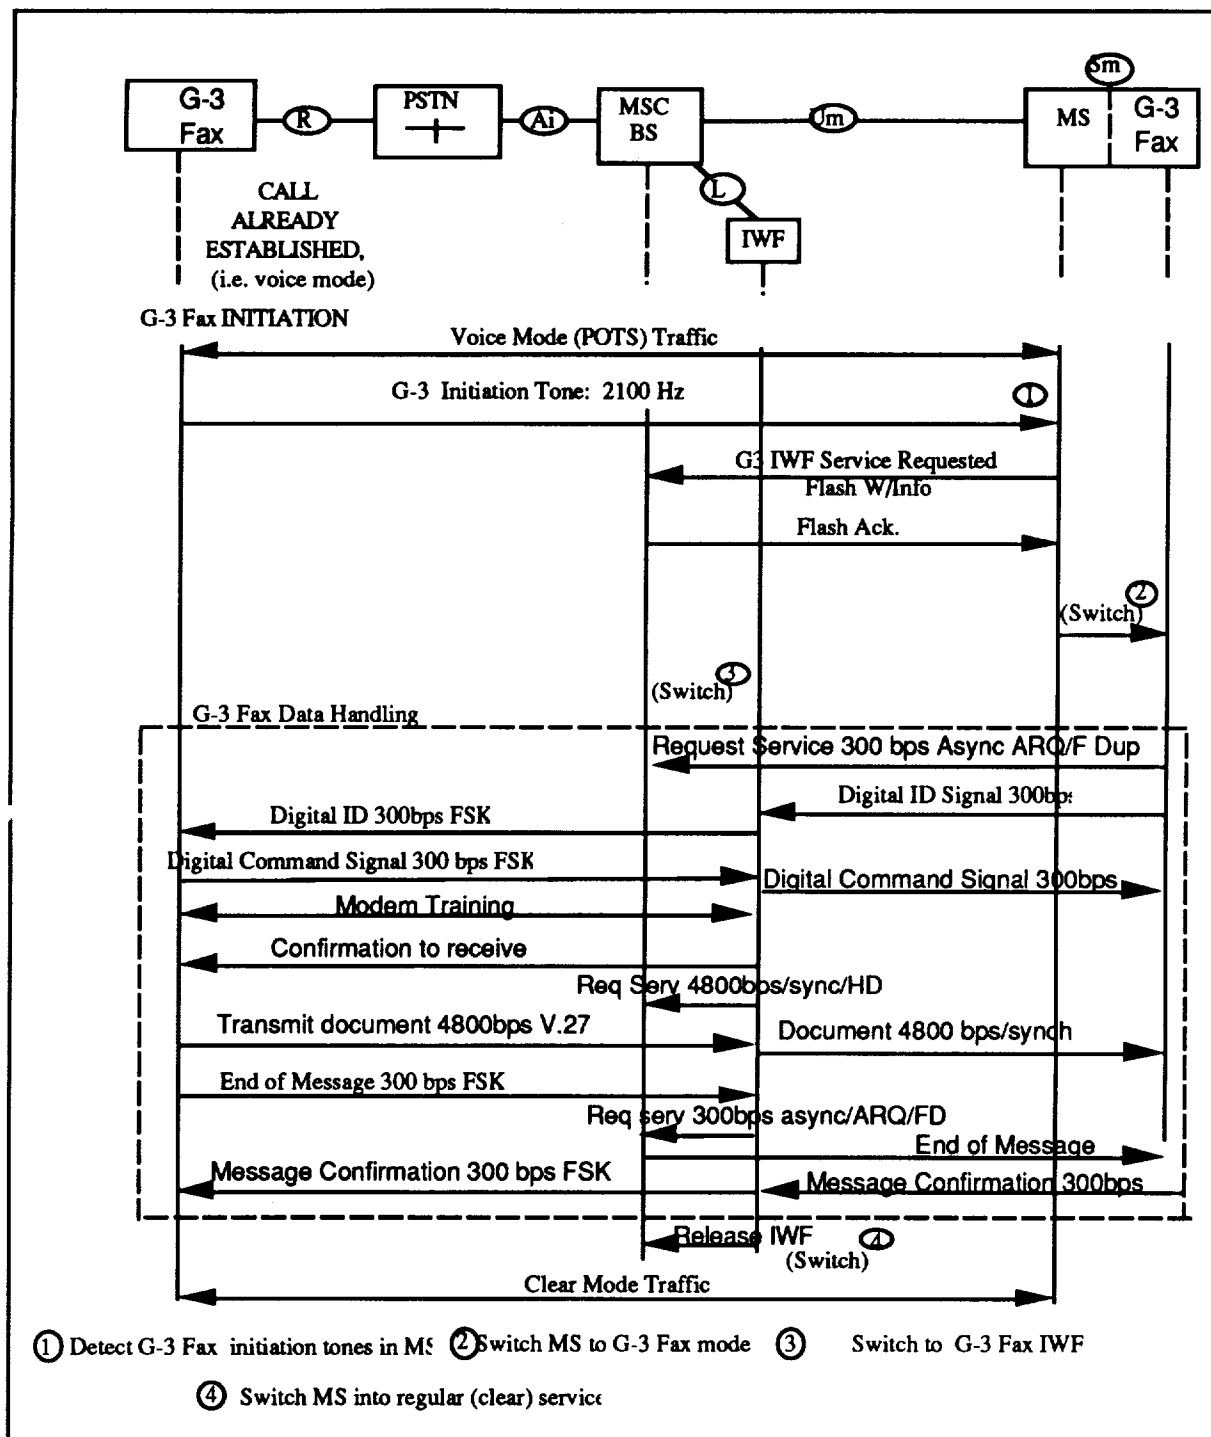 Sm
G-3
Fax
R
PSTN
Ai
MSC
BS
Um
MS
G-3
Fax
L
IWF
CALL
ALREADY
ESTABLISHED,
(i.e. voice mode)
G-3 Fax INITIATION
Voice Mode (POTS) Traffic
G-3 Initiation Tone: 2100 Hz
1
G3 IWF Service Requested
Flash W/Info
Flash Ack.
2
(Switch)
3
(Switch)
G-3 Fax Data Handling
Request Service 300 bps Async ARQ/F Dup
Digital ID Signal 300bps
Digital ID 300bps FSK
Digital Command Signal 300 bps FSK
Digital Command Signal 300bps
Modem Training
Confirmation to receive
Req Serv 4800bps/sync/HD
Transmit document 4800bps V.27
Document 4800 bps/synch
End of Message 300 bps FSK
Req serv 300bps async/ARQ/FD
End of Message
Message Confirmation 300 bps FSK
Message Confirmation 300bps
Release IWF
4
(Switch)
Clear Mode Traffic
1 Detect G-3 Fax initiation tones in MS 2 Switch MS to G-3 Fax mode 3 Switch to G-3 Fax IWF
4 Switch MS into regular (clear) service